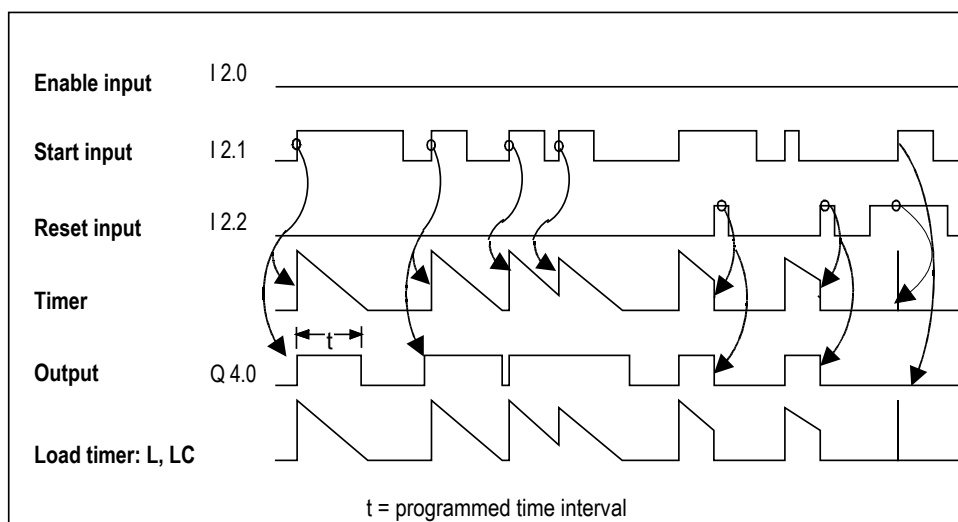 Enable input I 2.0
Start input I 2.1
Reset input I 2.2
Timer
t
Output Q 4.0
Load timer: L, LC
t = programmed time interval